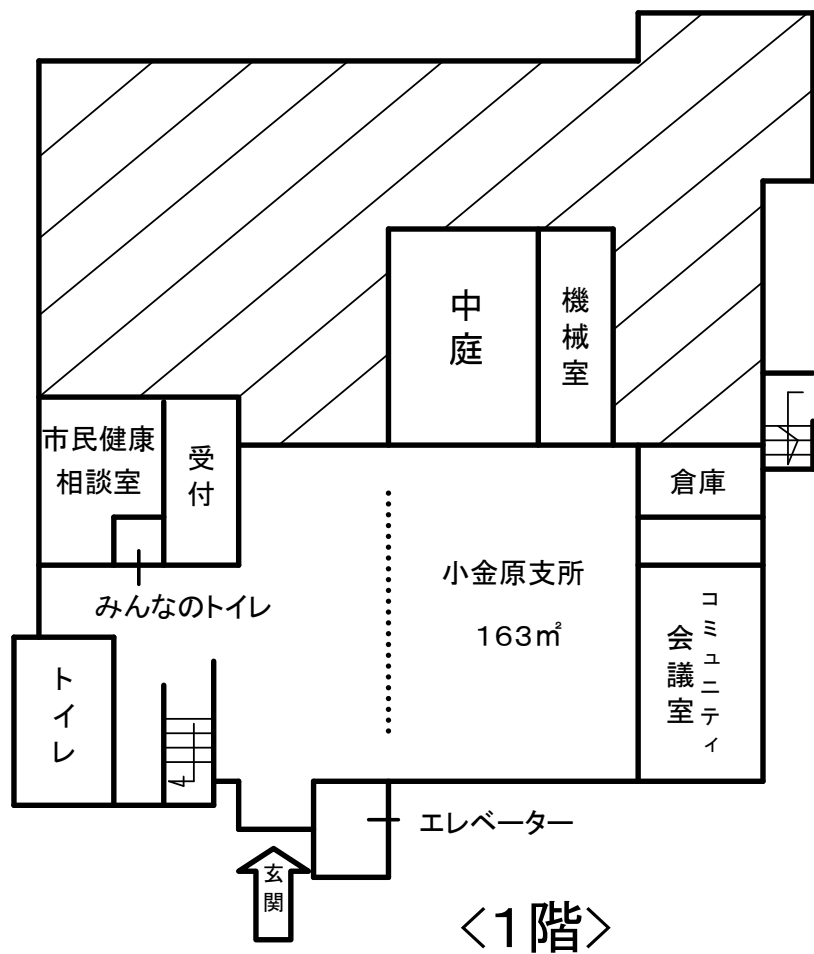 中庭
機械室
市民健康
相談室
受付
倉庫
小金原支所
163㎡
みんなのトイレ
コミュニティ
会議室
トイレ
エレベーター
玄関
<1階>